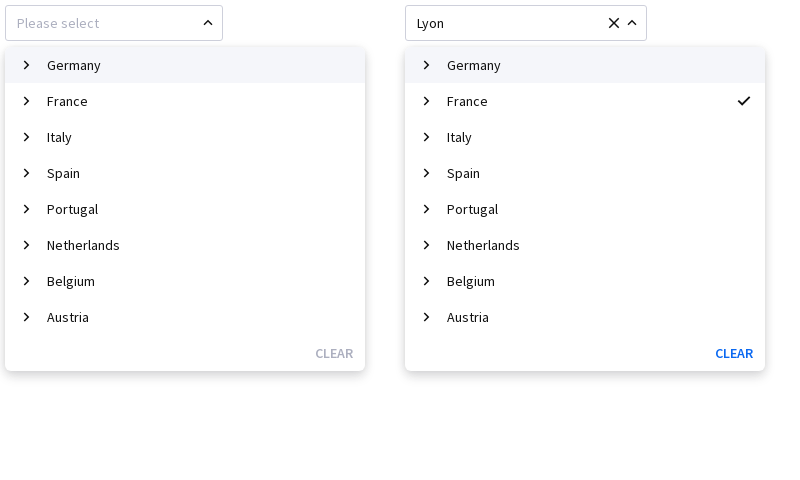 Please select
Germany
France
Italy
Spain
Portugal
Netherlands
Belgium
Austria
CLEAR
Lyon
Germany
France
Italy
Spain
Portugal
Netherlands
Belgium
Austria
CLEAR